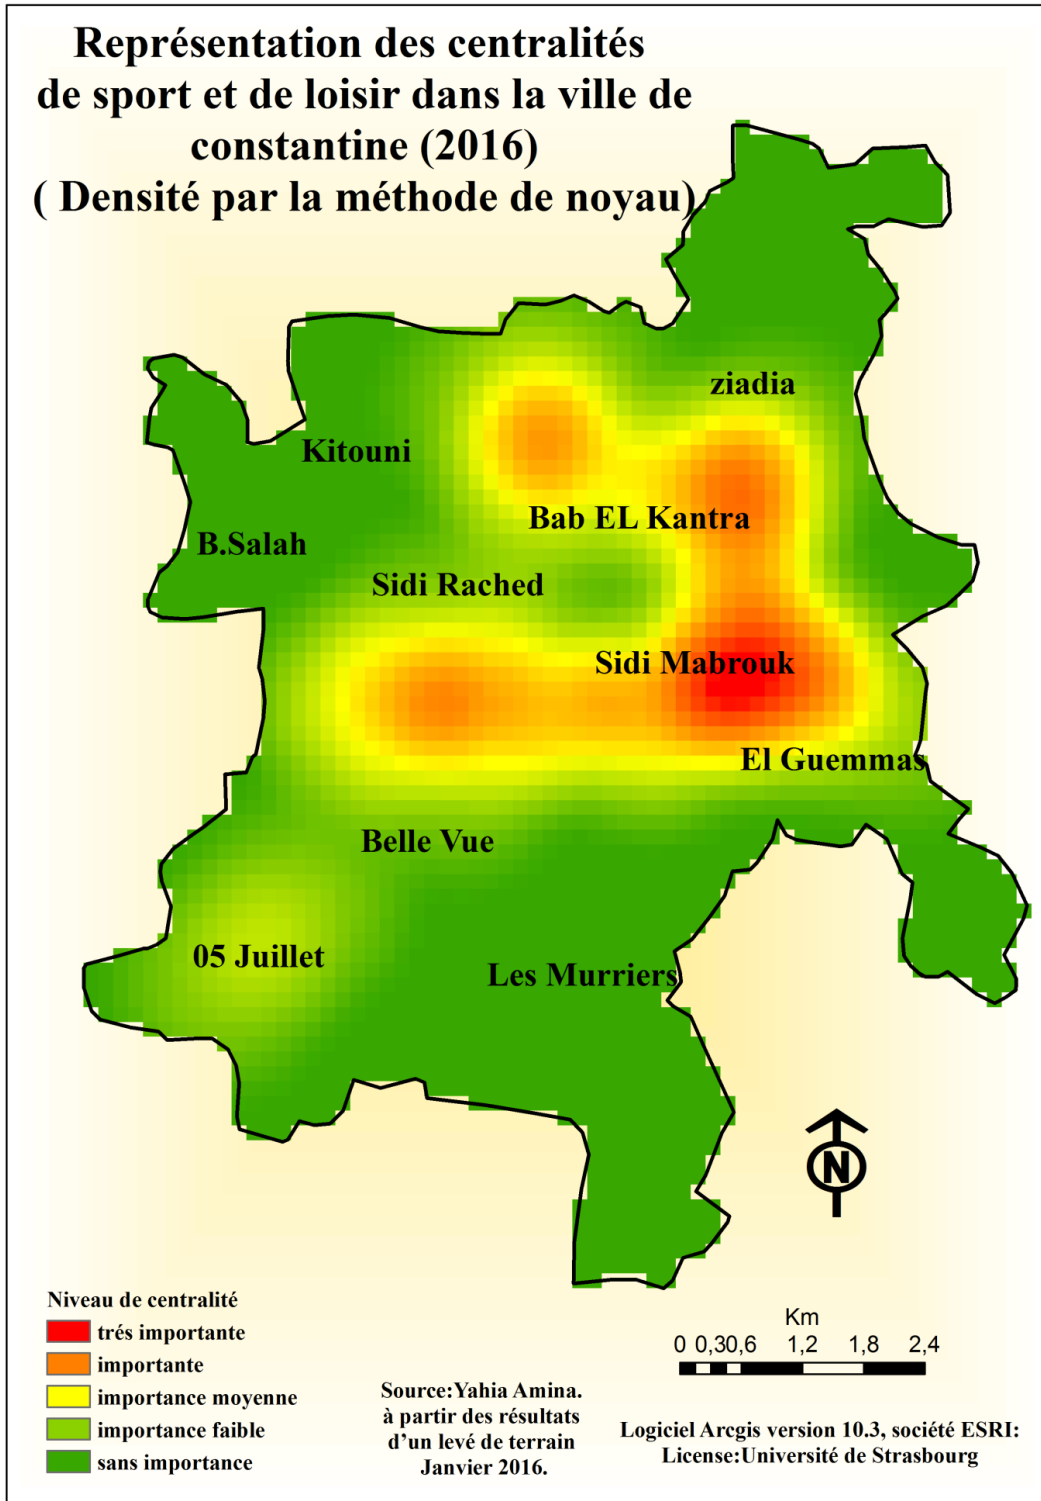 Représentation des centralités
de sport et de loisir dans la ville de
constantine (2016)
( Densité par la méthode de noyau)
ziadia
Kitouni
Bab EL Kantra
B.Salah
Sidi Rached
Sidi Mabrouk
El Guemmas
Belle Vue
05 Juillet
Les Murriers
N
Niveau de centralité
trés importante
importante
importance moyenne
importance faible
sans importance
Km
0 0,30,6 1,2 1,8 2,4
Source:Yahia Amina.
à partir des résultats
d’un levé de terrain
Janvier 2016.
Logiciel Arcgis version 10.3, société ESRI:
License:Université de Strasbourg